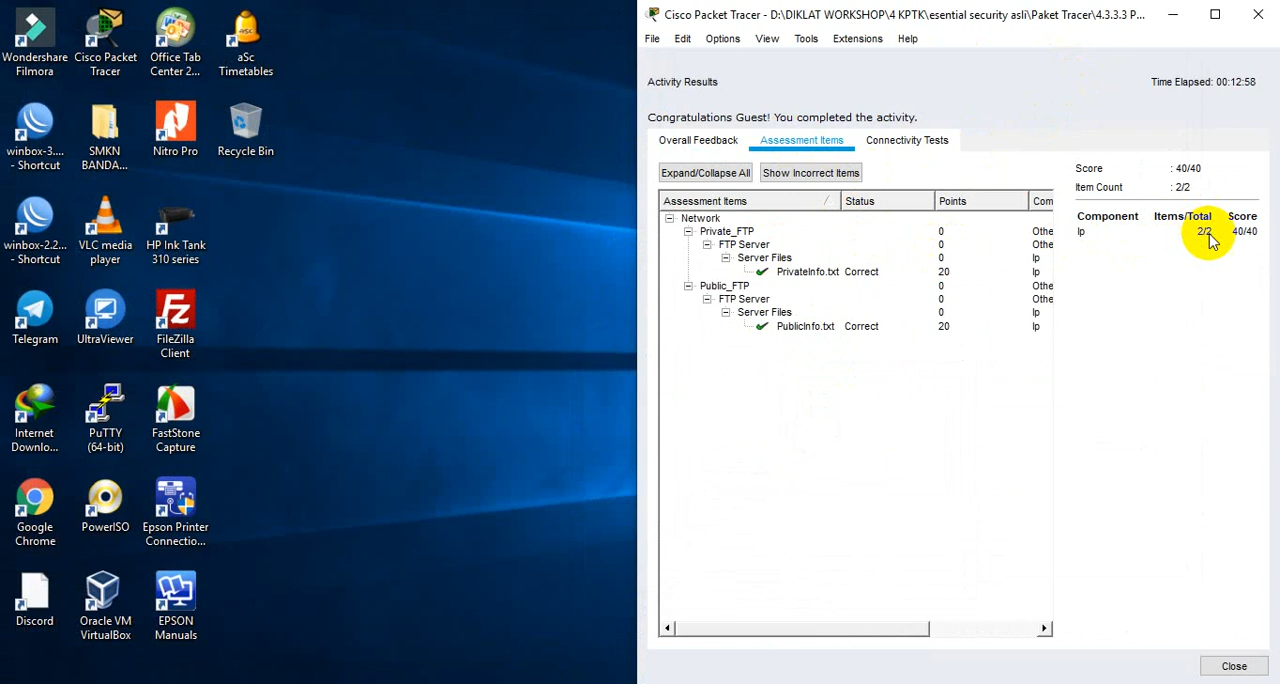 Wondershare Filmora
Cisco Packet Tracer
Office Tab Center 2...
aSc Timetables
winbox-3.... - Shortcut
SMKN BANDA...
Nitro Pro
Recycle Bin
winbox-2.2... - Shortcut
VLC media player
HP Ink Tank 310 series
Telegram
UltraViewer
FileZilla Client
Internet Downlo...
PuTTY (64-bit)
FastStone Capture
Google Chrome
PowerISO
Epson Printer Connectio...
Discord
Oracle VM VirtualBox
EPSON Manuals
Cisco Packet Tracer - D:\DIKLAT WORKSHOP\4 KPTK\esential security asli\Paket Tracer\4.3.3.3 P...
File Edit Options View Tools Extensions Help
Activity Results
Time Elapsed: 00:12:58
Congratulations Guest! You completed the activity.
Overall Feedback Assessment Items Connectivity Tests
Expand/Collapse All Show Incorrect Items
Assessment Items Status Points Com
Network
Private_FTP 0 Othe
FTP Server 0 Othe
Server Files 0 Ip
PrivateInfo.txt Correct 20
Public_FTP 0 Othe
FTP Server 0 Othe
Server Files 0 Ip
PublicInfo.txt Correct 20
Score : 40/40
Item Count : 2/2
Component Items/Total Score
Ip 2/2 40/40
Close